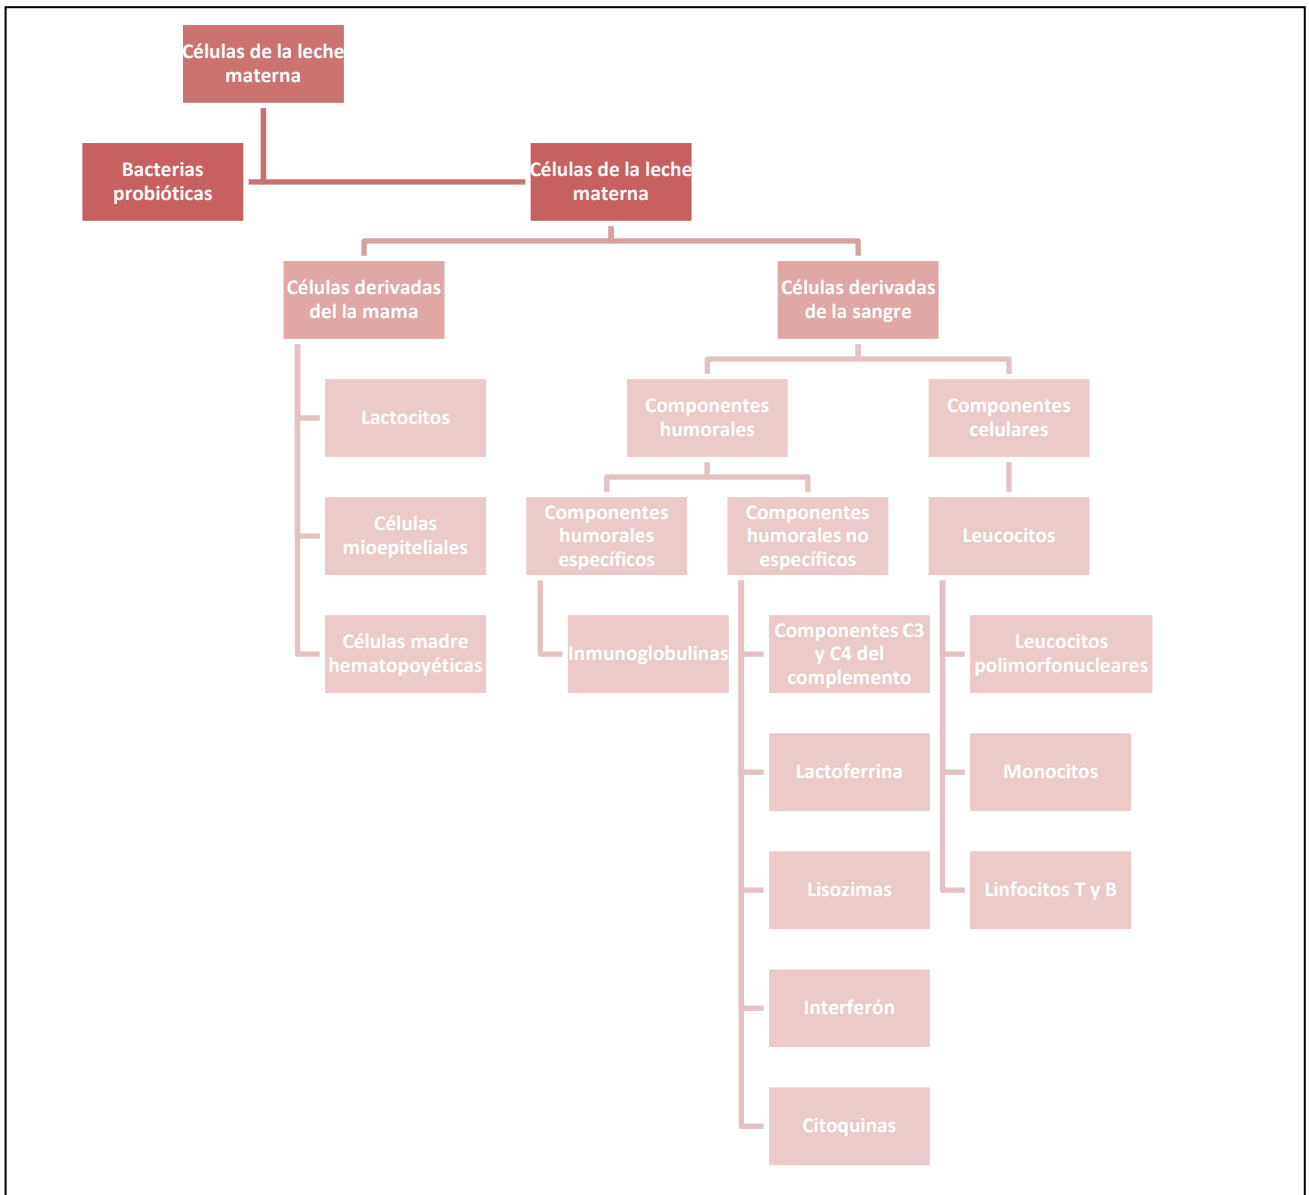 Células de la leche
materna
Bacterias
probióticas
Células de la leche
materna
Células derivadas
del la mama
Células derivadas
de la sangre
Lactocitos
Componentes
humorales
Componentes
celulares
Células
mioepiteliales
Componentes
humorales
específicos
Componentes
humorales no
específicos
Leucocitos
Células madre
hematopoyéticas
Inmunoglobulinas
Componentes C3
y C4 del
complemento
Leucocitos
polimorfonucleares
Lactoferrina
Monocitos
Lisozimas
Linfocitos T y B
Interferón
Citoquinas